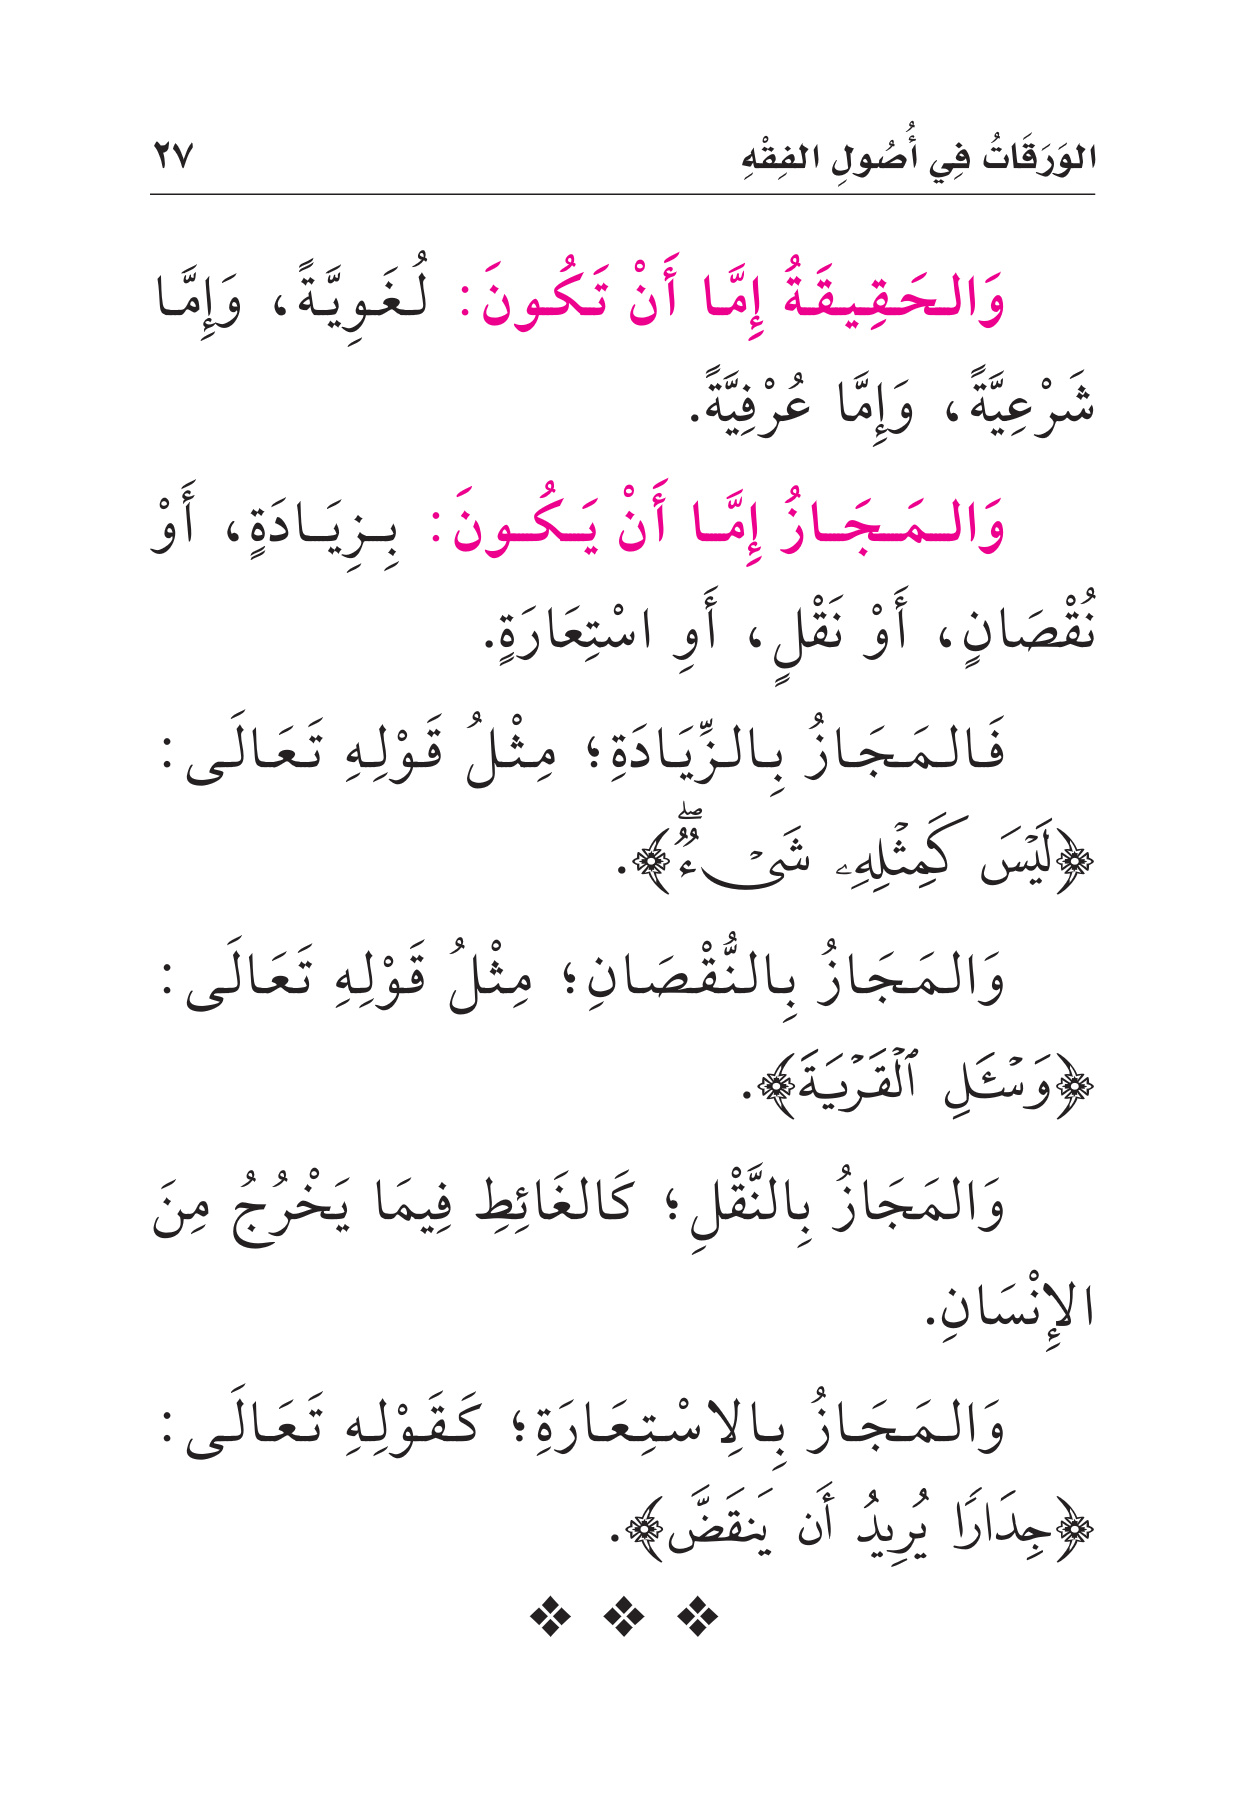 الوَرَقَاتُ فِي أُصُولِ الفِقْهِ ٢٧
وَالحَقِيقَةُ إِمَّا أَنْ تَكُونَ: لُغَوِيَّةً، وَإِمَّا
شَرْعِيَّةً، وَإِمَّا عُرْفِيَّةً.
وَالمَجَازُ إِمَّا أَنْ يَكُونَ: بِزِيَادَةٍ، أَوْ
نُقْصَانٍ، أَوْ نَقْلٍ، أَوِ اسْتِعَارَةٍ.
فَالمَجَازُ بِالزِّيَادَةِ؛ مِثْلُ قَوْلِهِ تَعَالَى:
﴿لَيْسَ كَمِثْلِهِۦ شَىْءٌۖ﴾.
وَالمَجَازُ بِالنُّقْصَانِ؛ مِثْلُ قَوْلِهِ تَعَالَى:
﴿وَسْـَٔلِ ٱلْقَرْيَةَ﴾.
وَالمَجَازُ بِالنَّقْلِ؛ كَالغَائِطِ فِيمَا يَخْرُجُ مِنَ
الإِنْسَانِ.
وَالمَجَازُ بِالِاسْتِعَارَةِ؛ كَقَوْلِهِ تَعَالَى:
﴿جِدَارًا يُرِيدُ أَن يَنقَضَّ﴾.